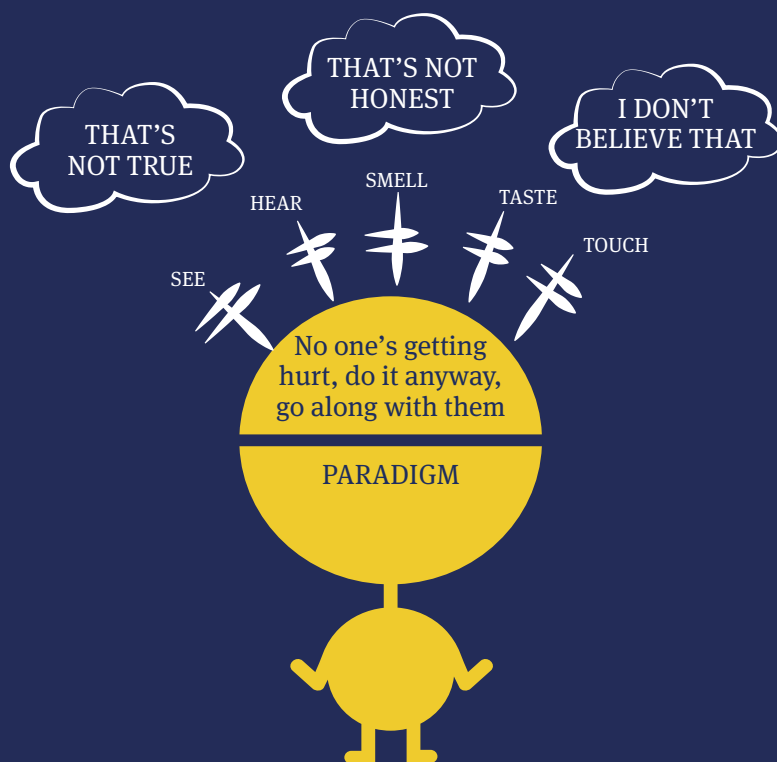 THAT'S NOT
HONEST
THAT'S
NOT TRUE
I DON'T
BELIEVE THAT
SEE
HEAR
SMELL
TASTE
TOUCH
No one’s getting
hurt, do it anyway,
go along with them
PARADIGM